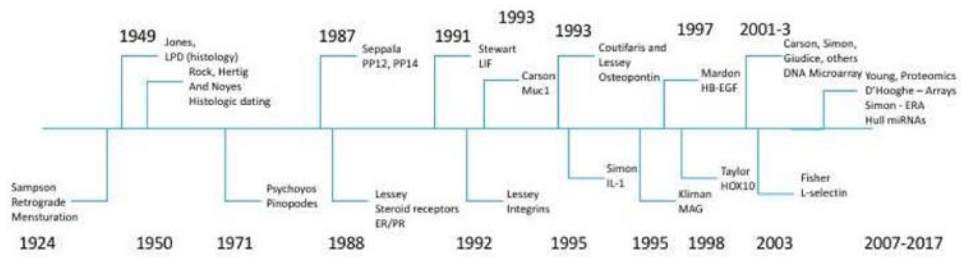 1993
1949
1987
1991
1993
1997
2001-3
Jones,
LPD (histology)
Rock, Hertig
And Noyes
Histologic dating
Seppala
PP12, PP14
Stewart
LIF
Carson
Muc1
Coutifaris and
Lessey
Osteopontin
Mardon
HB-EGF
Carson, Simon,
Giudice, others
DNA Microarray
Young, Proteomics
D'Hooghe – Arrays
Simon - ERA
Hull miRNAs
Sampson
Retrograde
Mensturation
Psychoyos
Pinopodes
Lessey
Steroid receptors
ER/PR
Lessey
Integrins
Simon
IL-1
Kliman
MAG
Taylor
HOX10
Fisher
L-selectin
1924
1950
1971
1988
1992
1995
1995
1998
2003
2007-2017